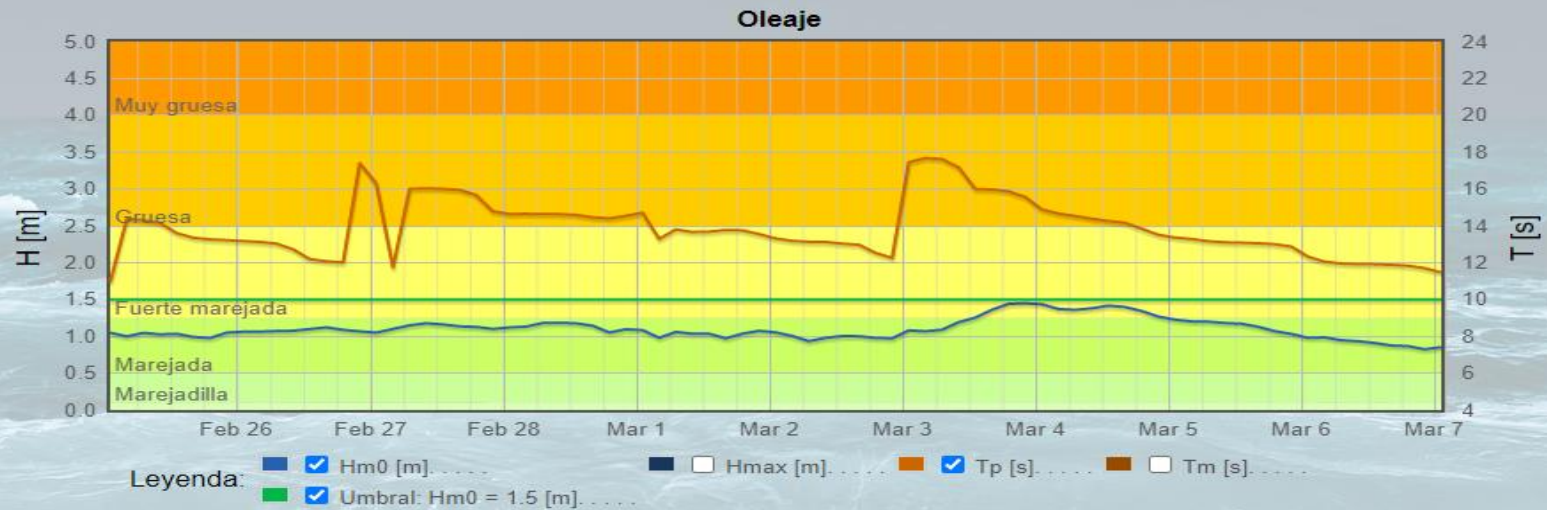 Oleaje
5.0 24
4.5 22
Muy gruesa
4.0 20
3.5 18
3.0 16
Gruesa
2.5 14
H [m] T [s]
2.0 12
1.5 10
Fuerte marejada
1.0 8
Marejada
0.5 6
Marejadilla
0.0 4
Feb 26 Feb 27 Feb 28 Mar 1 Mar 2 Mar 3 Mar 4 Mar 5 Mar 6 Mar 7
Leyenda: Hm0 [m]. . . . . Hmax [m]. . . . . Tp [s]. . . . . Tm [s]. . . . .
Umbral: Hm0 = 1.5 [m]. . . . .